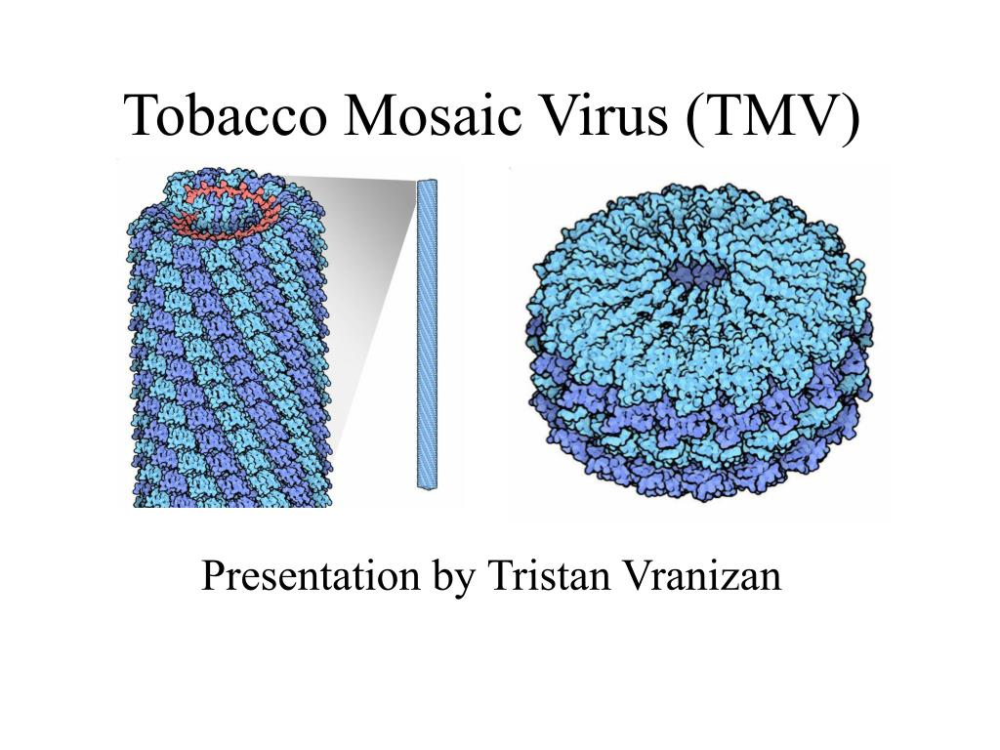 Tobacco Mosaic Virus (TMV)
Presentation by Tristan Vranizan